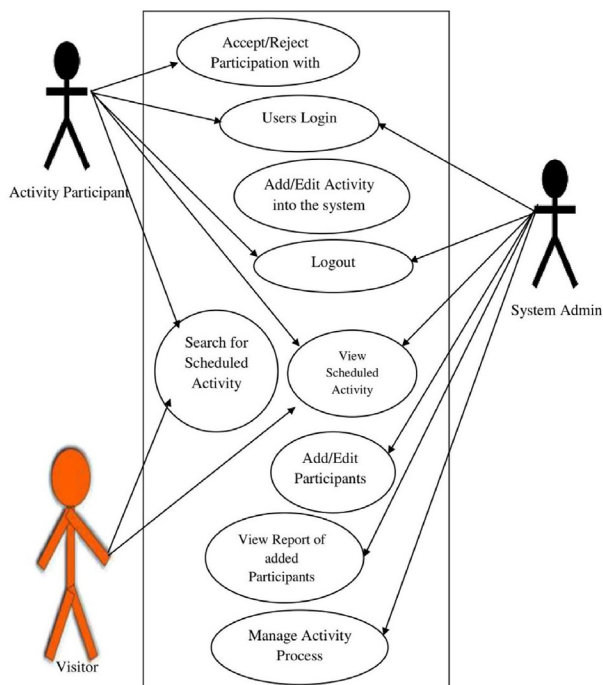 Accept/Reject
Participation with
Users Login
Activity Participant
Add/Edit Activity
into the system
Logout
System Admin
Search for
Scheduled
Activity
View
Scheduled
Activity
Add/Edit
Participants
View Report of
added
Participants
Manage Activity
Process
Visitor